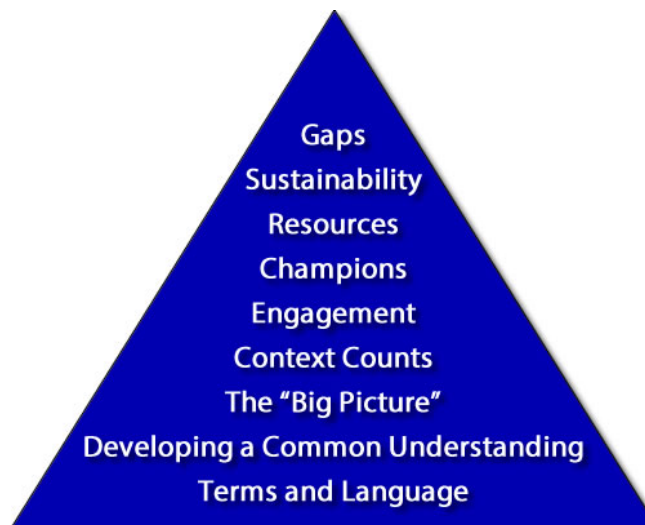 Gaps
Sustainability
Resources
Champions
Engagement
Context Counts
The “Big Picture”
Developing a Common Understanding
Terms and Language